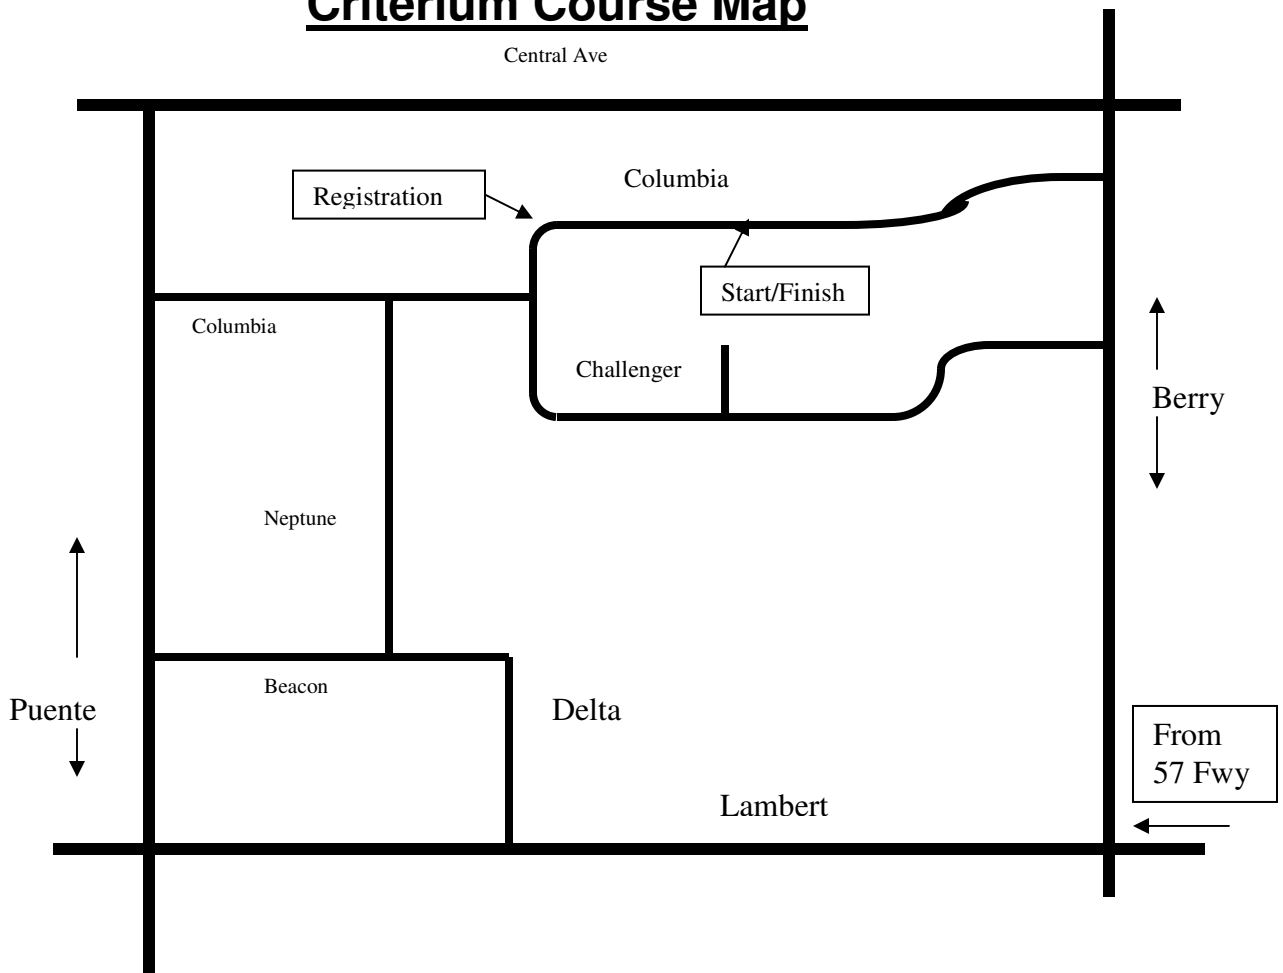 Criterium Course Map
Central Ave
Columbia
Registration
Start/Finish
Columbia
Challenger
Berry
Neptune
Beacon
Puente
Delta
From
57 Fwy
Lambert